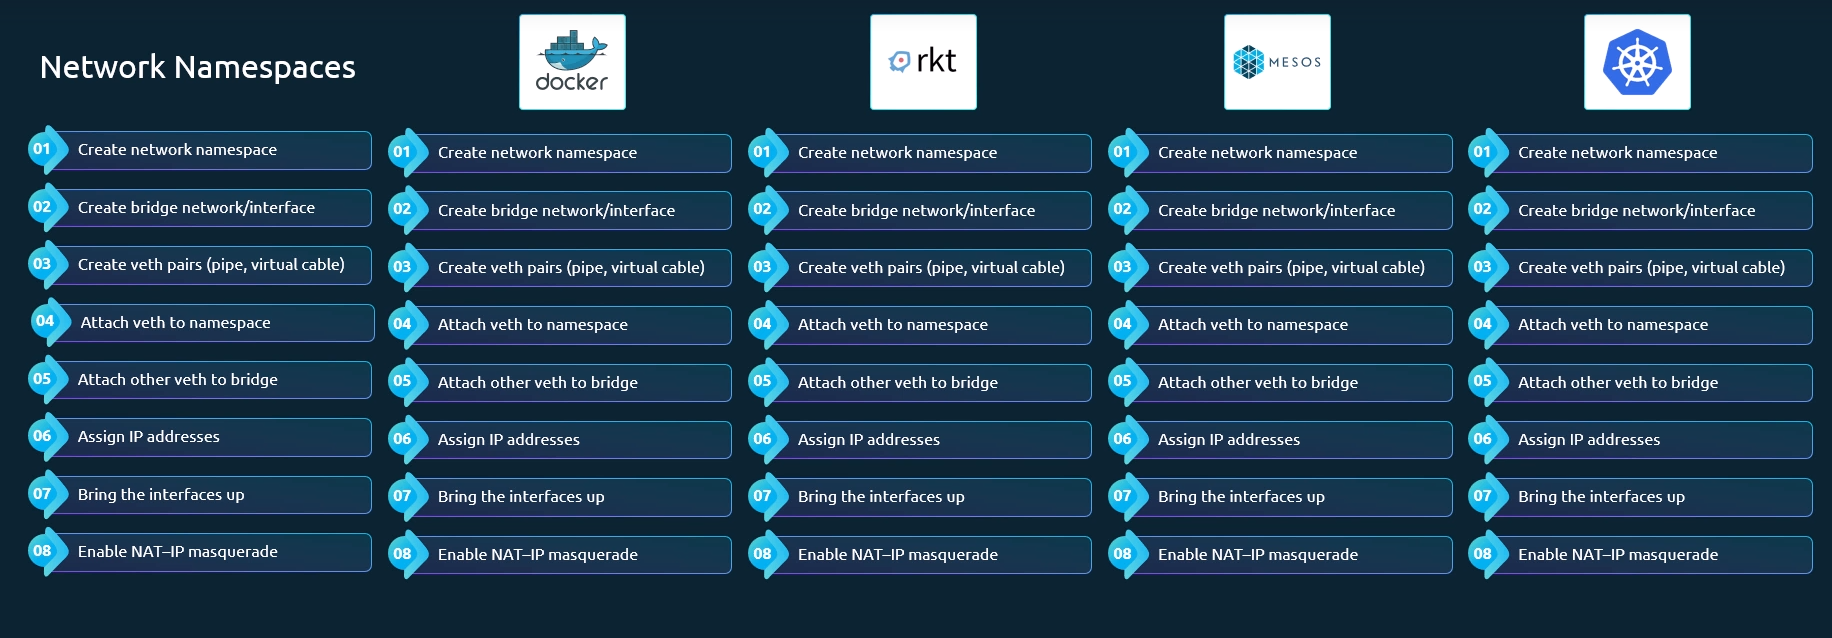 Network Namespaces
01 Create network namespace
02 Create bridge network/interface
03 Create veth pairs (pipe, virtual cable)
04 Attach veth to namespace
05 Attach other veth to bridge
06 Assign IP addresses
07 Bring the interfaces up
08 Enable NAT–IP masquerade
docker
01 Create network namespace
02 Create bridge network/interface
03 Create veth pairs (pipe, virtual cable)
04 Attach veth to namespace
05 Attach other veth to bridge
06 Assign IP addresses
07 Bring the interfaces up
08 Enable NAT–IP masquerade
rkt
01 Create network namespace
02 Create bridge network/interface
03 Create veth pairs (pipe, virtual cable)
04 Attach veth to namespace
05 Attach other veth to bridge
06 Assign IP addresses
07 Bring the interfaces up
08 Enable NAT–IP masquerade
MESOS
01 Create network namespace
02 Create bridge network/interface
03 Create veth pairs (pipe, virtual cable)
04 Attach veth to namespace
05 Attach other veth to bridge
06 Assign IP addresses
07 Bring the interfaces up
08 Enable NAT–IP masquerade
01 Create network namespace
02 Create bridge network/interface
03 Create veth pairs (pipe, virtual cable)
04 Attach veth to namespace
05 Attach other veth to bridge
06 Assign IP addresses
07 Bring the interfaces up
08 Enable NAT–IP masquerade